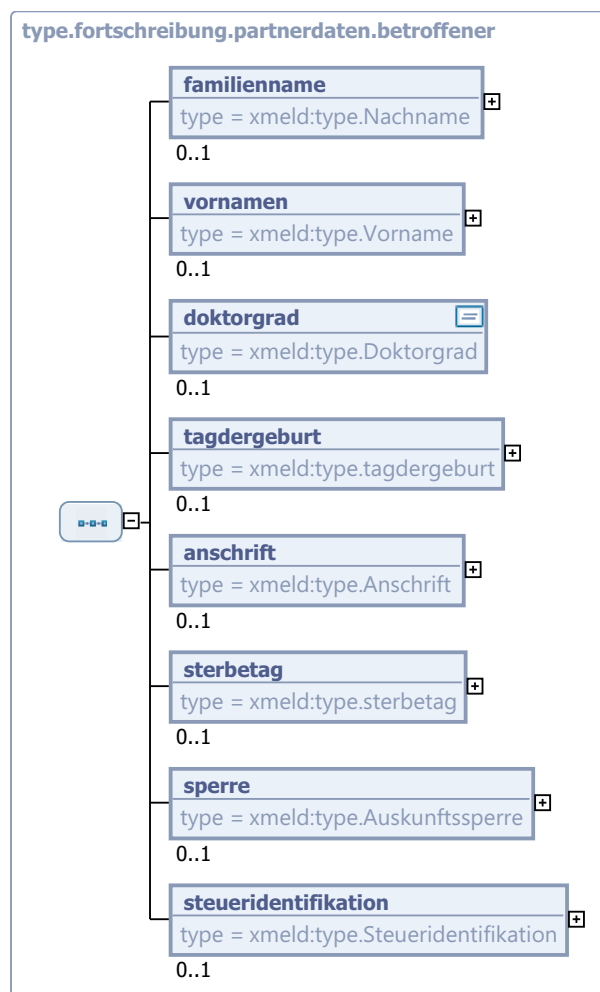 type.fortschreibung.partnerdaten.betroffener
familienname
type = xmeld:type.Nachname
0..1
vornamen
type = xmeld:type.Vorname
0..1
doktorgrad
type = xmeld:type.Doktorgrad
0..1
tagdergeburt
type = xmeld:type.tagdergeburt
0..1
anschrift
type = xmeld:type.Anschrift
0..1
sterbetag
type = xmeld:type.sterbetag
0..1
sperre
type = xmeld:type.Auskunftssperre
0..1
steueridentifikation
type = xmeld:type.Steueridentifikation
0..1